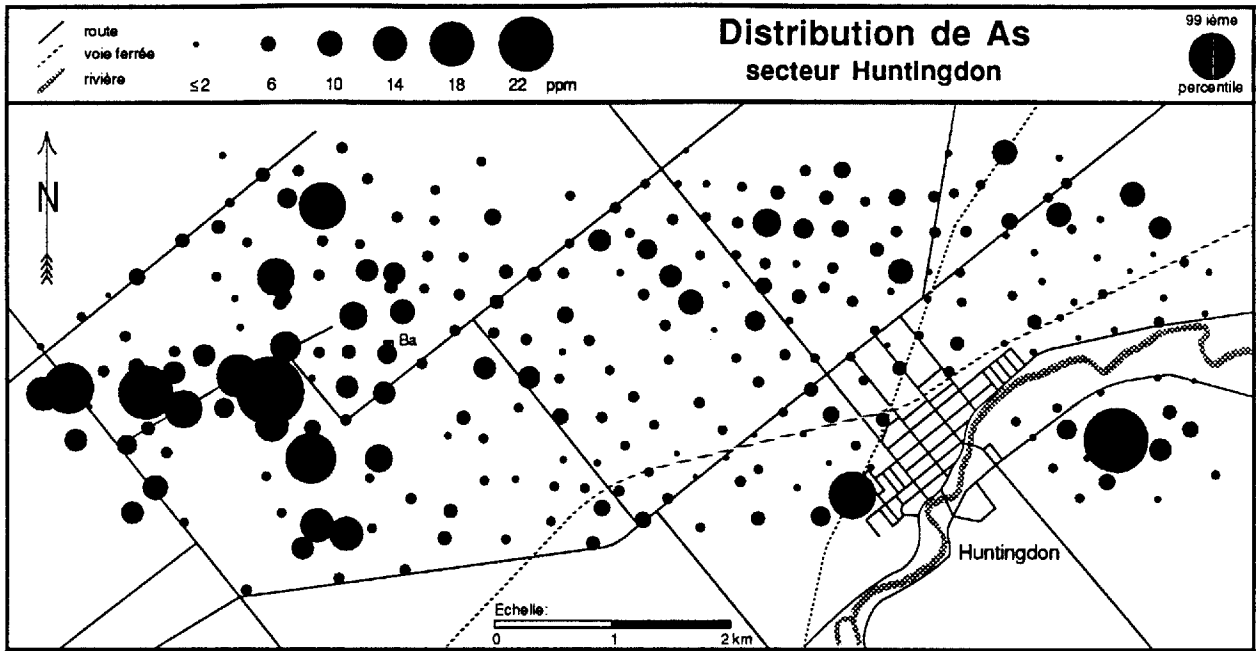 route
voie ferrée
rivière
≤2 6 10 14 18 22 ppm
Distribution de As
secteur Huntingdon
99 ième
percentile
N
Ba
Huntingdon
Echelle:
0 1 2 km